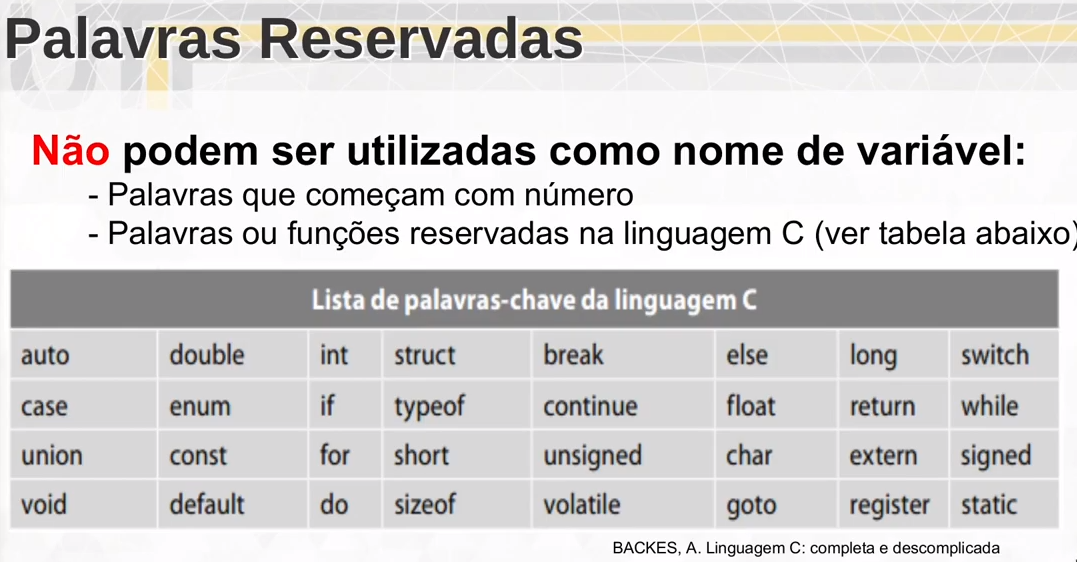 Palavras Reservadas
Não podem ser utilizadas como nome de variável:
- Palavras que começam com número
- Palavras ou funções reservadas na linguagem C (ver tabela abaixo)
Lista de palavras-chave da linguagem C
auto double int struct break else long switch
case enum if typeof continue float return while
union const for short unsigned char extern signed
void default do sizeof volatile goto register static
BACKES, A. Linguagem C: completa e descomplicada